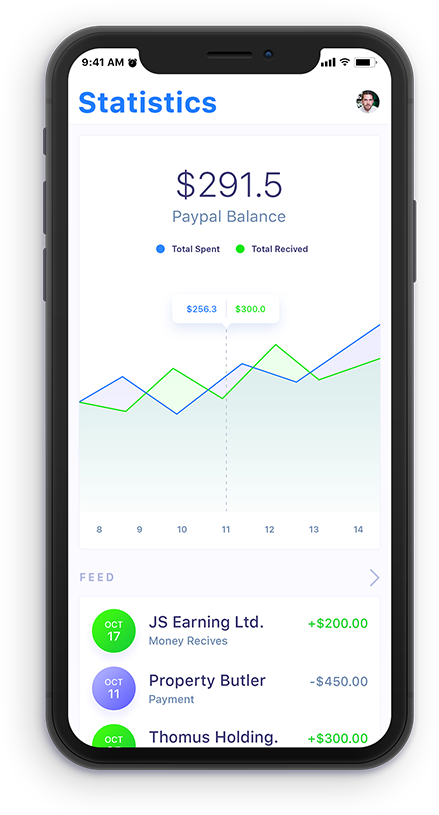 9:41 AM
Statistics
$291.5
Paypal Balance
Total Spent Total Recived
$256.3 $300.0
8 9 10 11 12 13 14
FEED
OCT
17
JS Earning Ltd.
+$200.00
Money Recives
OCT
11
Property Butler
-$450.00
Payment
OCT
Thomus Holding.
+$300.00